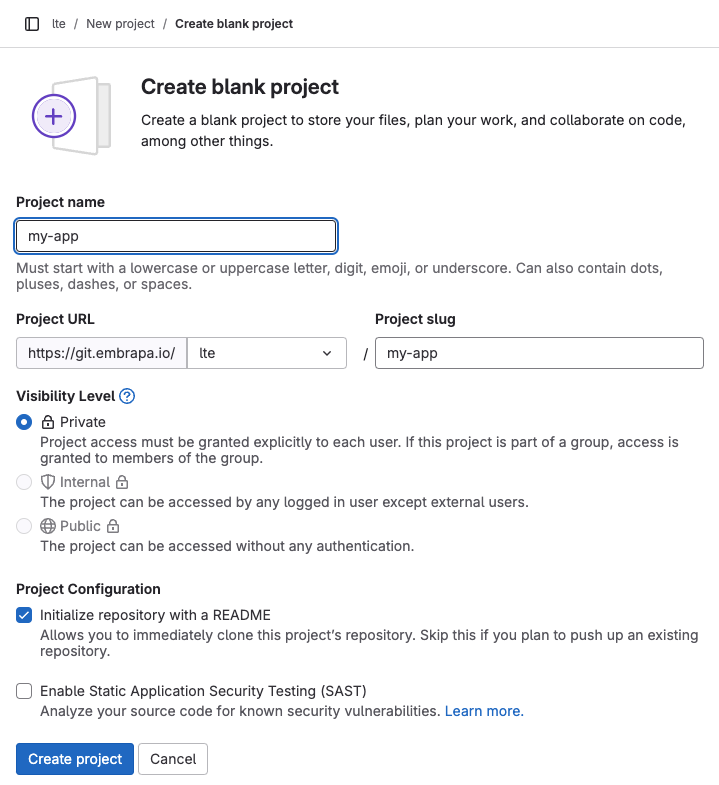 lte / New project / Create blank project
Create blank project
Create a blank project to store your files, plan your work, and collaborate on code,
among other things.
Project name
my-app
Must start with a lowercase or uppercase letter, digit, emoji, or underscore. Can also contain dots,
pluses, dashes, or spaces.
Project URL
Project slug
https://git.embrapa.io/ lte / my-app
Visibility Level
Private
Project access must be granted explicitly to each user. If this project is part of a group, access is
granted to members of the group.
Internal
The project can be accessed by any logged in user except external users.
Public
The project can be accessed without any authentication.
Project Configuration
Initialize repository with a README
Allows you to immediately clone this project’s repository. Skip this if you plan to push up an existing
repository.
Enable Static Application Security Testing (SAST)
Analyze your source code for known security vulnerabilities. Learn more.
Create project Cancel